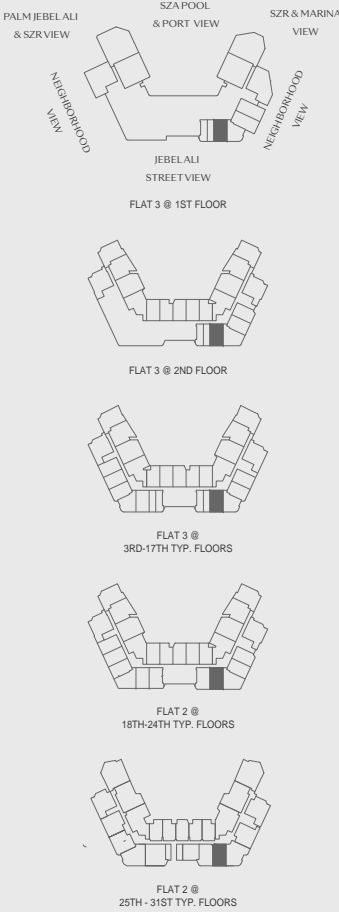 SZA POOL
& PORT VIEW
PALM JEBEL ALI
& SZR VIEW
SZR & MARINA
VIEW
NEIGHBORHOOD
VIEW
NEIGHBORHOOD
VIEW
JEBEL ALI
STREET VIEW
FLAT 3 @ 1ST FLOOR
FLAT 3 @ 2ND FLOOR
FLAT 3 @
3RD-17TH TYP. FLOORS
FLAT 2 @
18TH-24TH TYP. FLOORS
FLAT 2 @
25TH - 31ST TYP. FLOORS